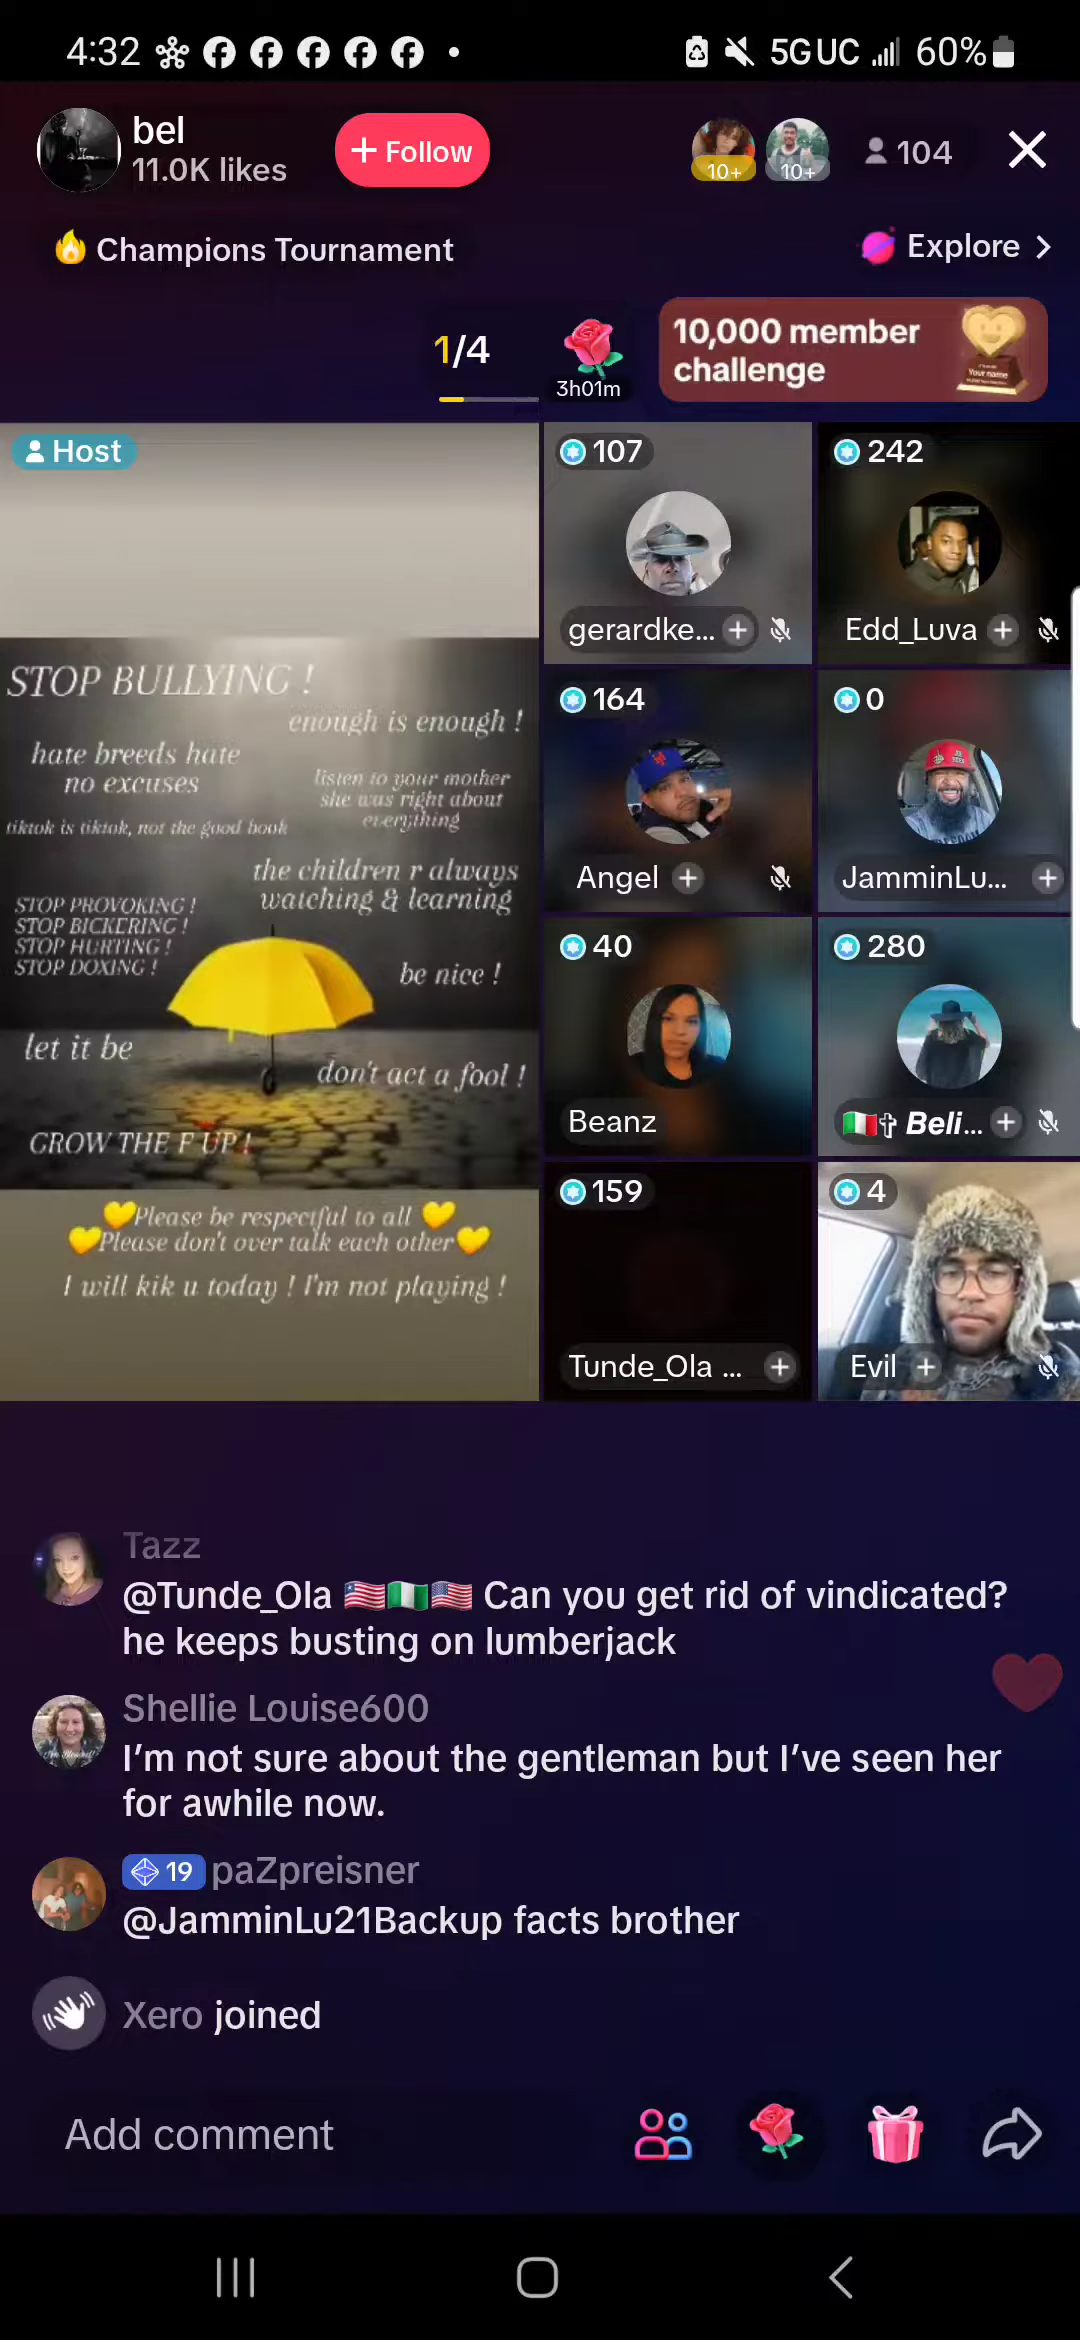 4:32
5G UC
60%
bel
11.0K likes
+ Follow
10+
10+
104
Champions Tournament
Explore >
1/4
3h01m
10,000 member
challenge
Your name
Host
STOP BULLYING !
enough is enough !
hate breeds hate
no excuses
listen to your mother
she was right about
everything
tiktok is tiktok, not the good book
the children r always
watching & learning
STOP PROVOKING !
STOP BICKERING !
STOP HURTING !
STOP DOXING !
be nice !
let it be
don't act a fool !
GROW THE F UP !
💛Please be respectful to all 💛
💛Please don't over talk each other💛
I will kik u today ! I'm not playing !
107
gerardke... +
242
Edd_Luva +
164
Angel +
0
JamminLu... +
40
Beanz
280
🇮🇹✞ Beli... +
159
Tunde_Ola ... +
4
Evil +
Tazz
@Tunde_Ola 🇱🇷🇳🇬🇺🇸 Can you get rid of vindicated?
he keeps busting on lumberjack
Shellie Louise600
I’m not sure about the gentleman but I’ve seen her
for awhile now.
19 paZpreisner
@JamminLu21Backup facts brother
Xero joined
Add comment